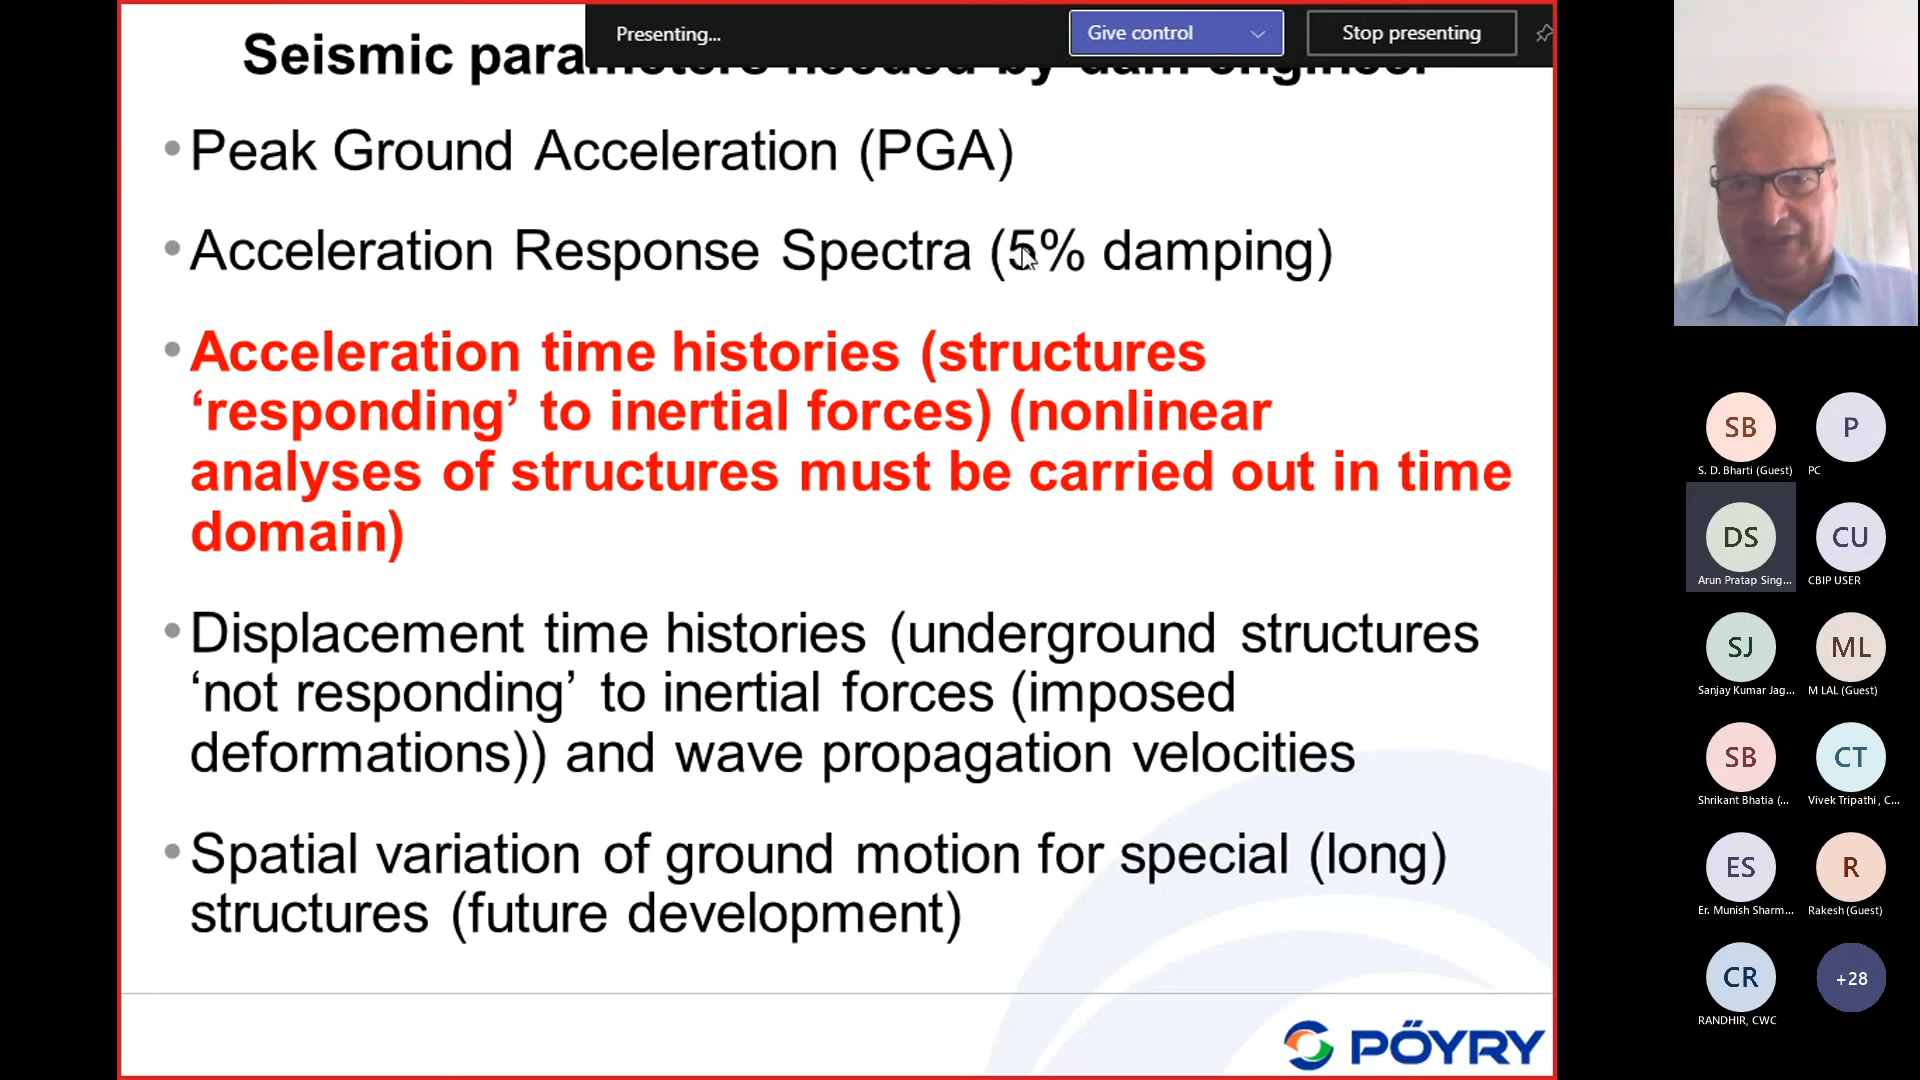 Presenting...
Give control
Stop presenting
Seismic parameters needed by dam engineer
Peak Ground Acceleration (PGA)
Acceleration Response Spectra (5% damping)
Acceleration time histories (structures
‘responding’ to inertial forces) (nonlinear
analyses of structures must be carried out in time
domain)
Displacement time histories (underground structures
‘not responding’ to inertial forces (imposed
deformations)) and wave propagation velocities
Spatial variation of ground motion for special (long)
structures (future development)
PÖYRY
SB
S. D. Bharti (Guest)
P
PC
DS
Arun Pratap Sing...
CU
CBIP USER
SJ
Sanjay Kumar Jag...
ML
M LAL (Guest)
SB
Shrikant Bhatia (...
CT
Vivek Tripathi , C...
ES
Er. Munish Sharm...
R
Rakesh (Guest)
CR
RANDHIR, CWC
+28